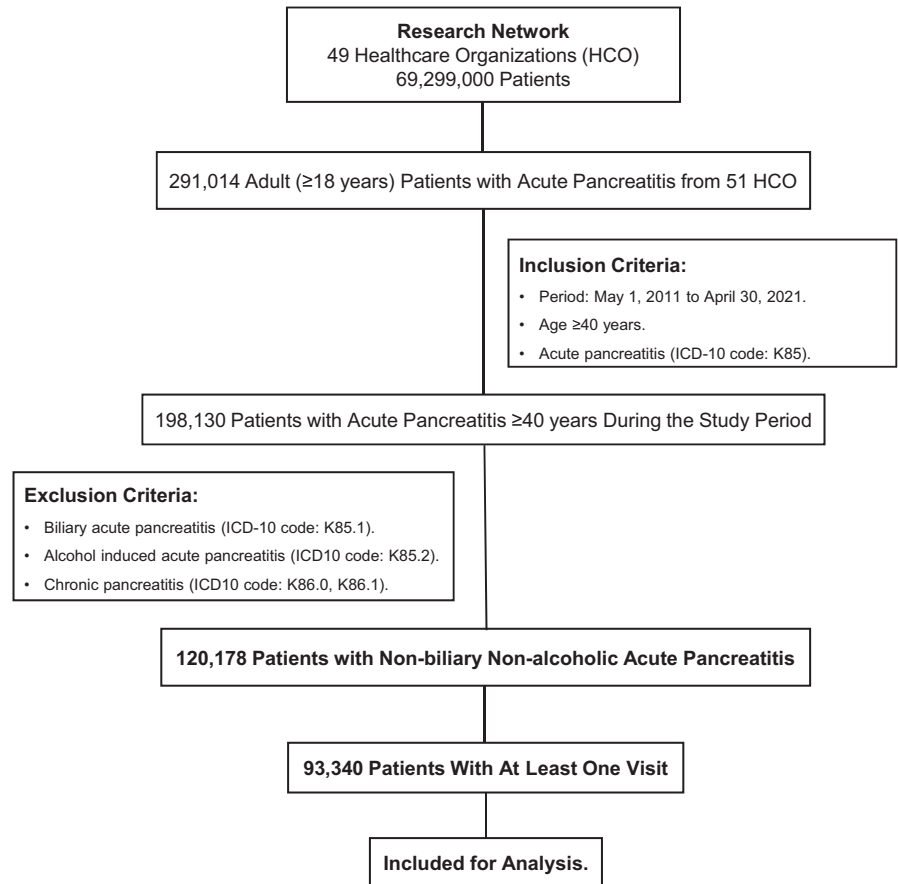 Research Network
49 Healthcare Organizations (HCO)
69,299,000 Patients
291,014 Adult (≥18 years) Patients with Acute Pancreatitis from 51 HCO
Inclusion Criteria:
• Period: May 1, 2011 to April 30, 2021.
• Age ≥40 years.
• Acute pancreatitis (ICD-10 code: K85).
198,130 Patients with Acute Pancreatitis ≥40 years During the Study Period
Exclusion Criteria:
• Biliary acute pancreatitis (ICD-10 code: K85.1).
• Alcohol induced acute pancreatitis (ICD10 code: K85.2).
• Chronic pancreatitis (ICD10 code: K86.0, K86.1).
120,178 Patients with Non-biliary Non-alcoholic Acute Pancreatitis
93,340 Patients With At Least One Visit
Included for Analysis.